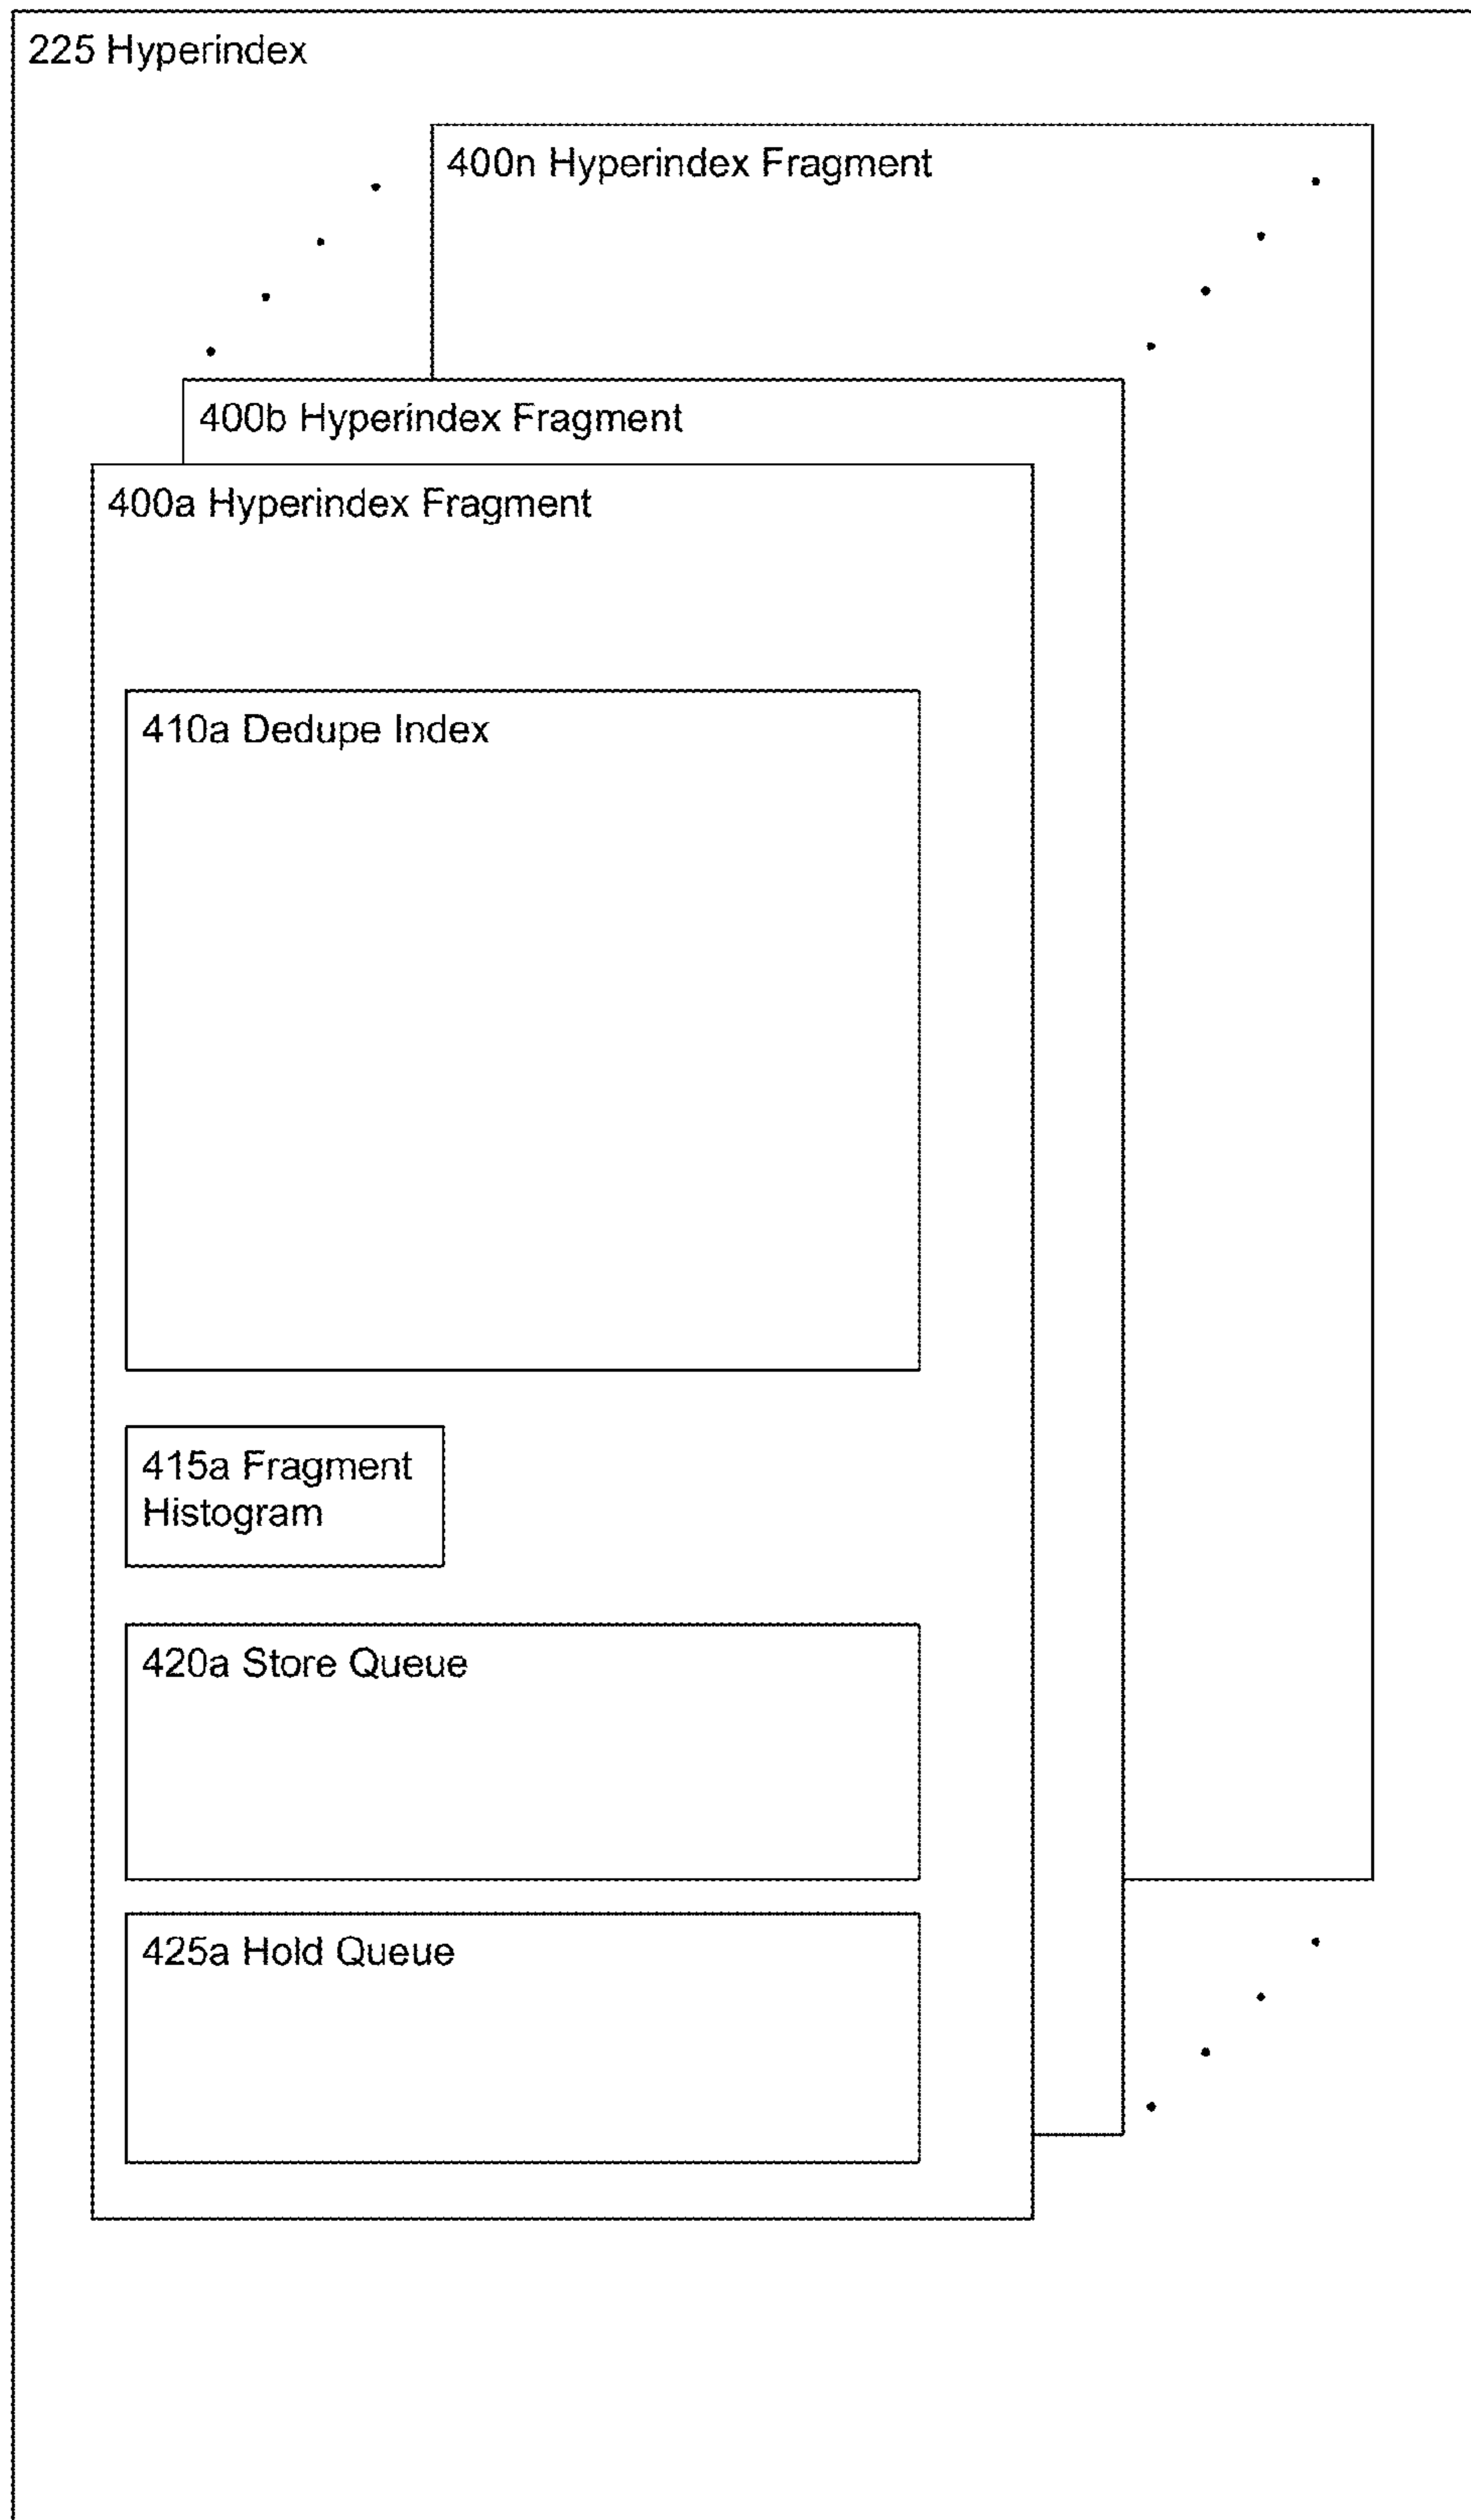 225 Hyperindex
400n Hyperindex Fragment
400b Hyperindex Fragment
400a Hyperindex Fragment
410a Dedupe Index
415a Fragment
Histogram
420a Store Queue
425a Hold Queue